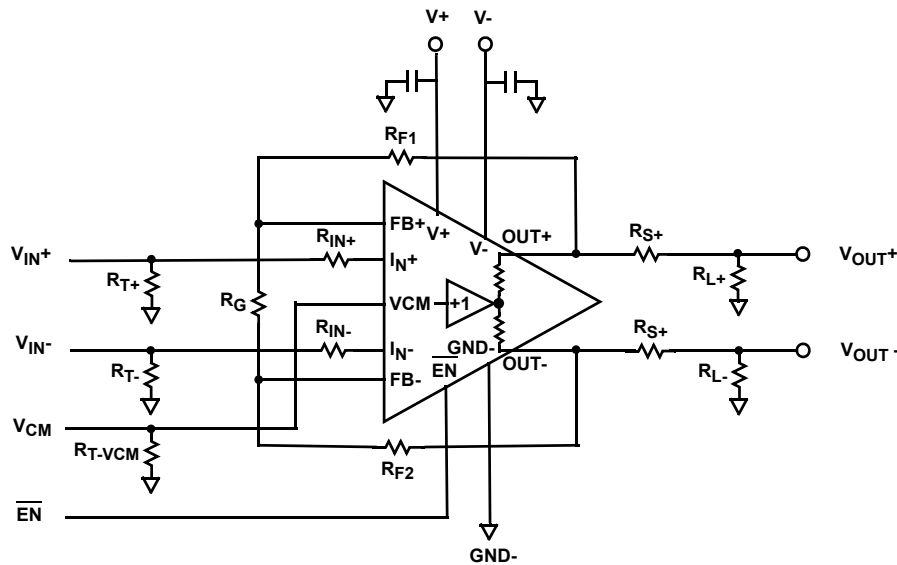 V+ V-
RF1
FB+
V+
V- OUT+
RS+
VIN+ RIN+ IN+ VOUT+
RT+ RL+
RG VCM +1
RIN- RS+
VIN- IN- GND- VOUT -
EN OUT-
RT- FB- RL-
VCM
RT-VCM
RF2
EN
GND-